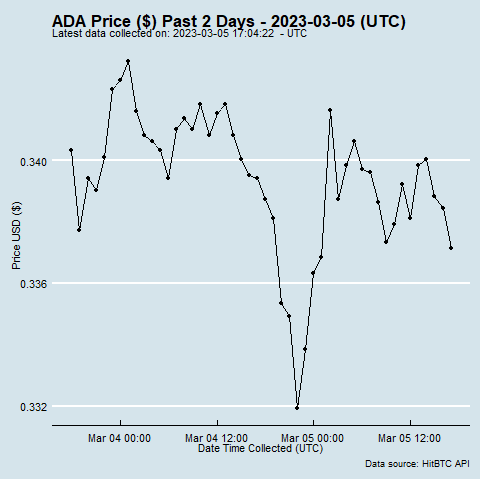 ADA Price ($) Past 2 Days - 2023-03-05 (UTC)
Latest data collected on: 2023-03-05 17:04:22 - UTC
Price USD ($)
0.340
0.336
0.332
Mar 04 00:00 Mar 04 12:00 Mar 05 00:00 Mar 05 12:00
Date Time Collected (UTC)
Data source: HitBTC API